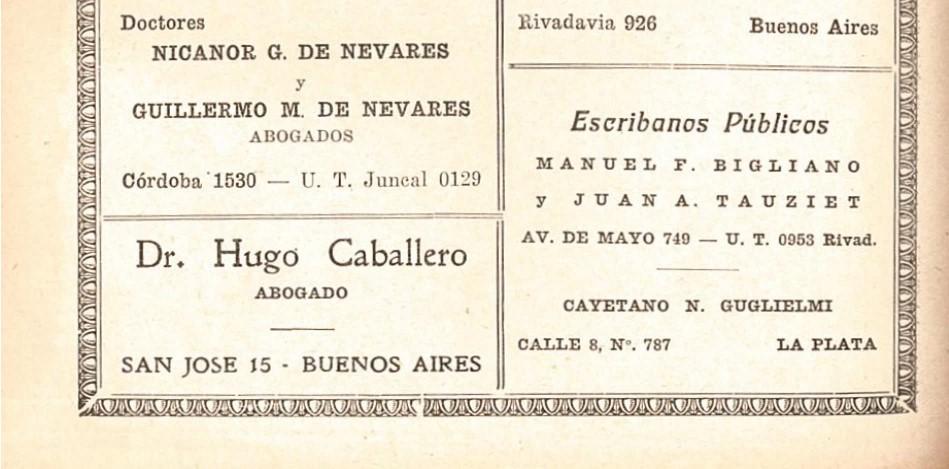 Doctores
NICANOR G. DE NEVARES
y
GUILLERMO M. DE NEVARES
ABOGADOS
Córdoba 1530 — U. T. Juncal 0129
Dr. Hugo Caballero
ABOGADO
SAN JOSE 15 - BUENOS AIRES
Rivadavia 926 Buenos Aires
Escribanos Públicos
MANUEL F. BIGLIANO
y JUAN A. TAUZIET
AV. DE MAYO 749 — U. T. 0953 Rivad.
CAYETANO N. GUGLIELMI
CALLE 8, Nº. 787 LA PLATA